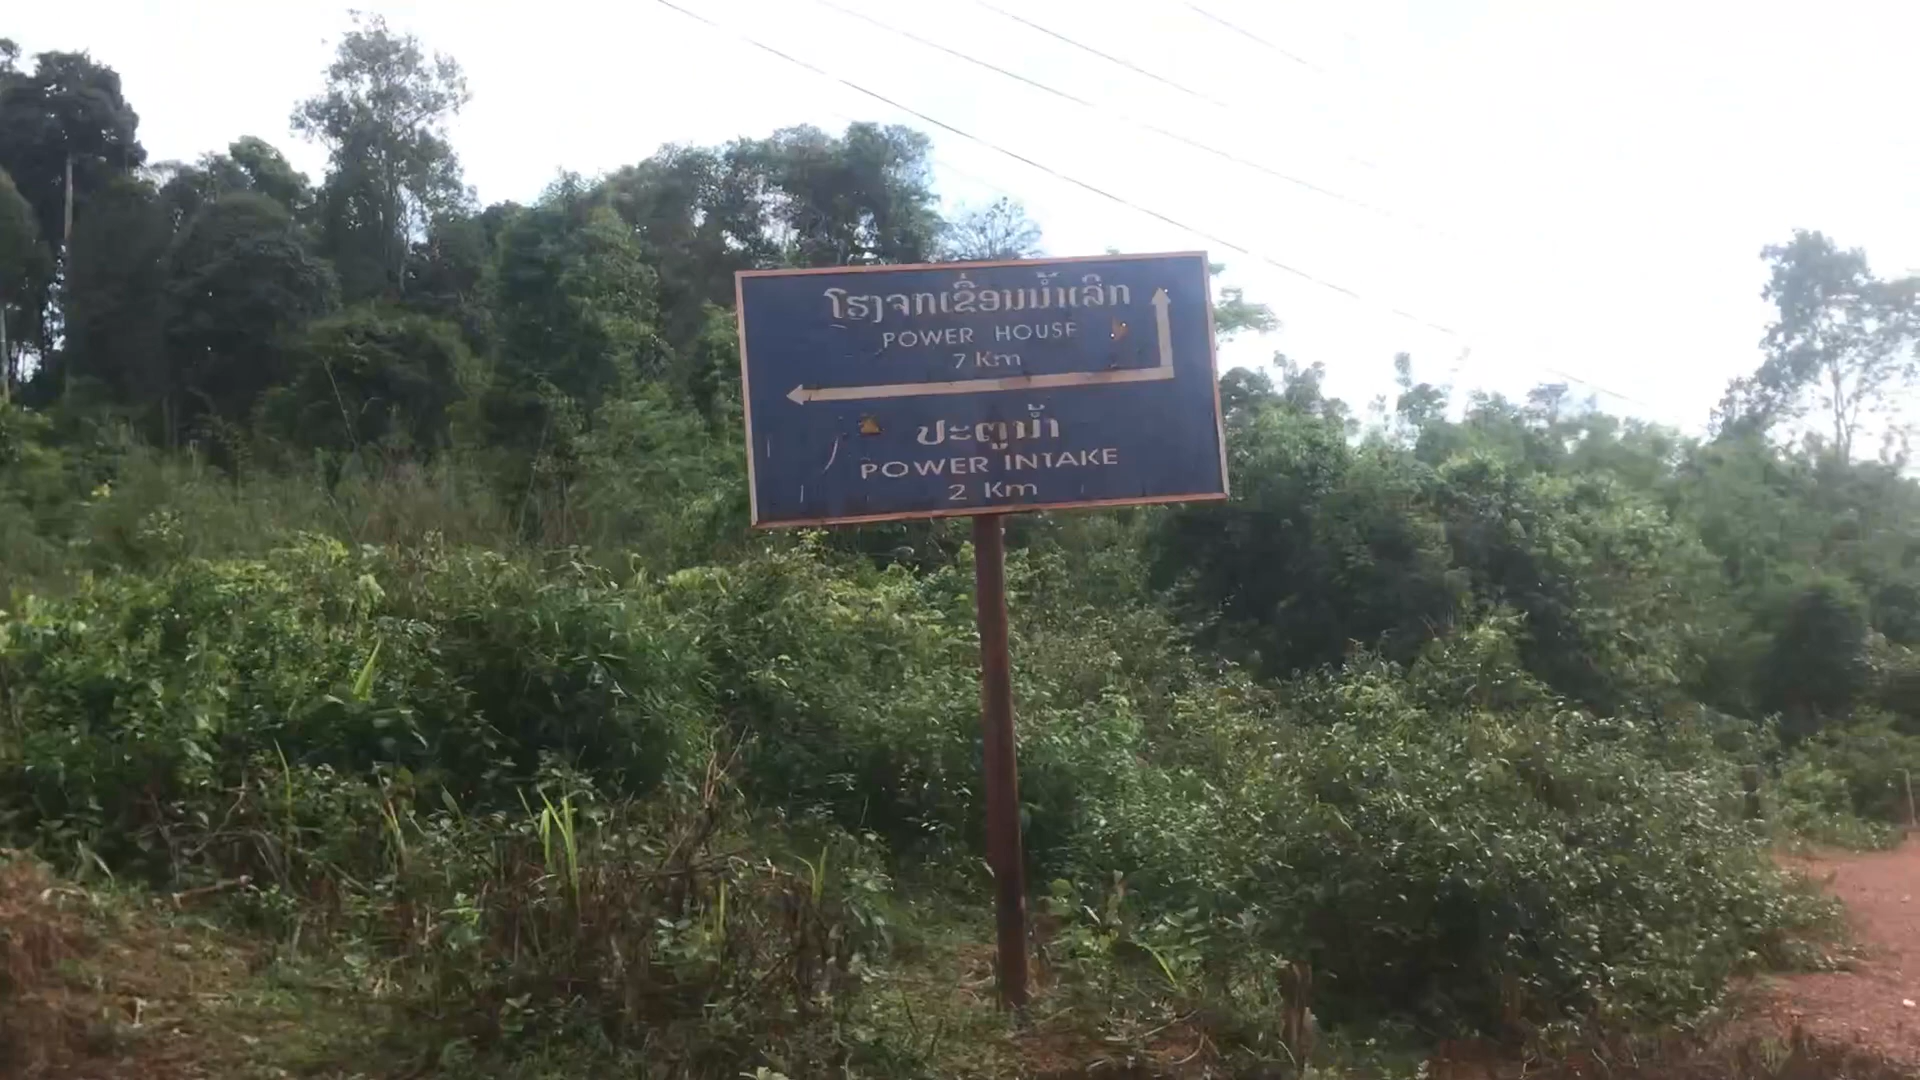 ໂຮງຈັກເຂື່ອນນ້ຳເລິກ
POWER HOUSE
7 Km
ປະຕູນ້ຳ
POWER INTAKE
2 Km